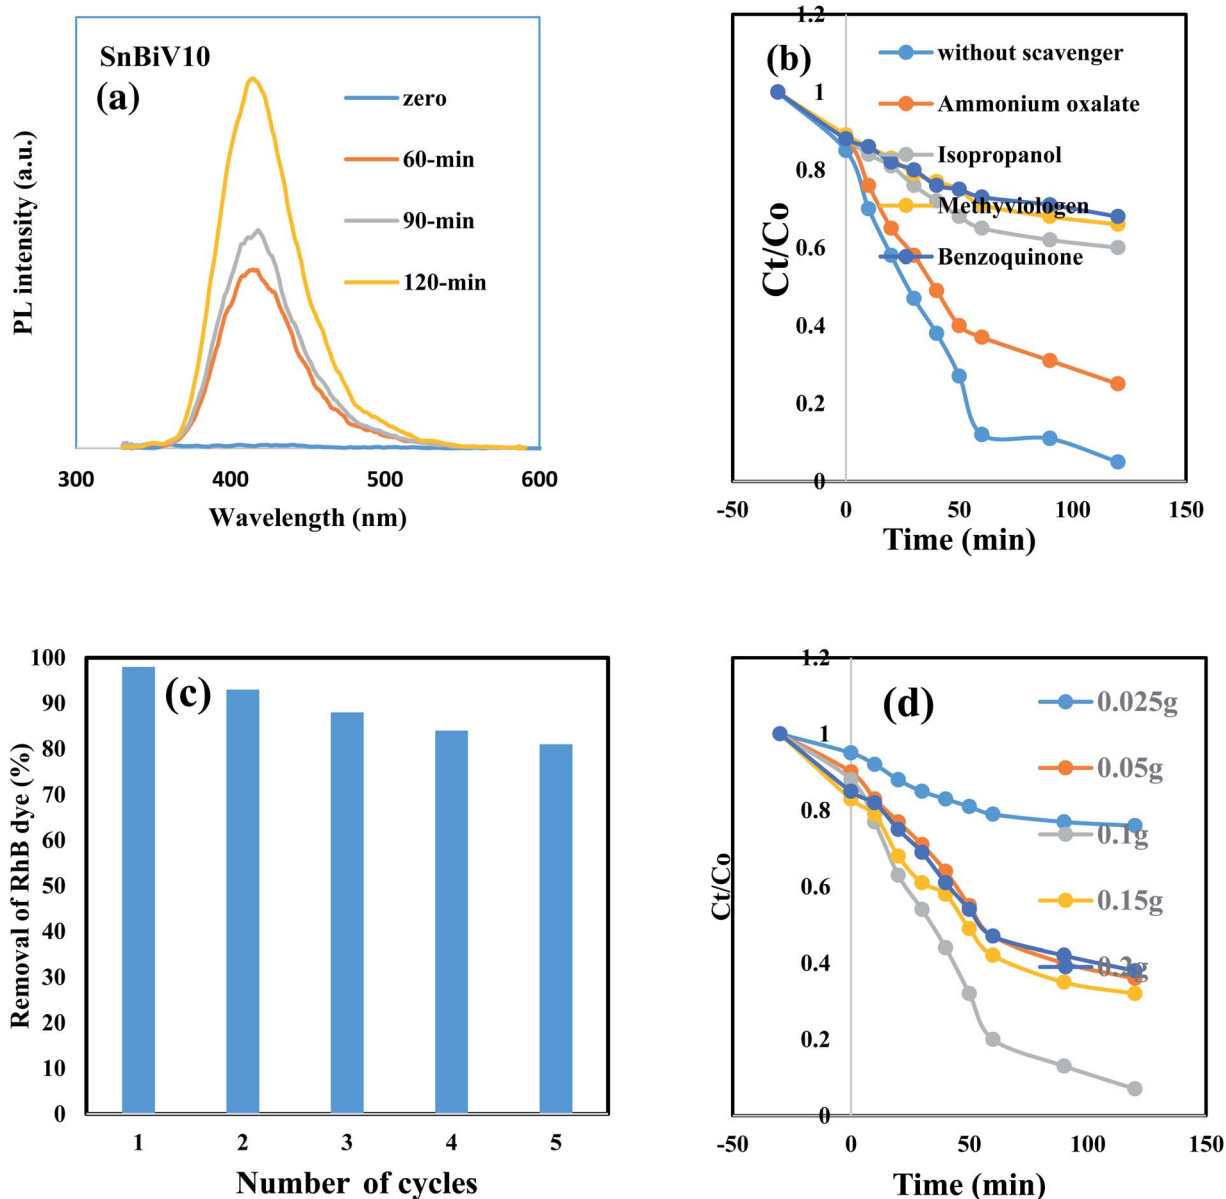 SnBiV10
(a)
zero
60-min
90-min
120-min
PL intensity (a.u.)
300
400
500
600
Wavelength (nm)
(b)
without scavenger
Ammonium oxalate
Isopropanol
Methyviologen
Benzoquinone
Ct/Co
1.2
1
0.8
0.6
0.4
0.2
0
-50
0
50
100
150
Time (min)
(c)
Removal of RhB dye (%)
100
90
80
70
60
50
40
30
20
10
0
1
2
3
4
5
Number of cycles
(d)
0.025g
0.05g
0.1g
0.15g
0.2g
Ct/Co
1.2
1
0.8
0.6
0.4
0.2
0
-50
0
50
100
150
Time (min)